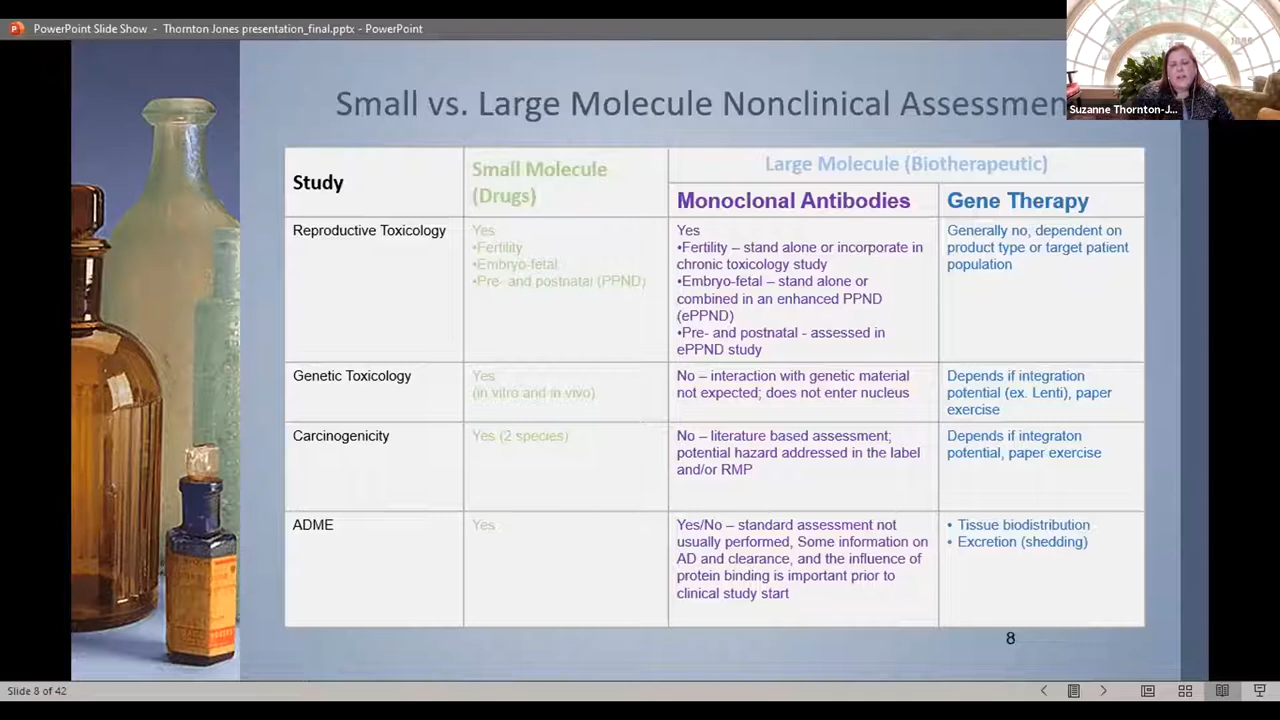 PowerPoint Slide Show - Thornton Jones presentation_final.pptx - PowerPoint
Suzanne Thornton-J...
Small vs. Large Molecule Nonclinical Assessmen
Study
Small Molecule
(Drugs)
Large Molecule (Biotherapeutic)
Monoclonal Antibodies
Gene Therapy
Reproductive Toxicology
Yes
•Fertility
•Embryo-fetal
•Pre- and postnatal (PPND)
Yes
•Fertility – stand alone or incorporate in
chronic toxicology study
•Embryo-fetal – stand alone or
combined in an enhanced PPND
(ePPND)
•Pre- and postnatal - assessed in
ePPND study
Generally no, dependent on
product type or target patient
population
Genetic Toxicology
Yes
(in vitro and in vivo)
No – interaction with genetic material
not expected; does not enter nucleus
Depends if integration
potential (ex. Lenti), paper
exercise
Carcinogenicity
Yes (2 species)
No – literature based assessment;
potential hazard addressed in the label
and/or RMP
Depends if integraton
potential, paper exercise
ADME
Yes
Yes/No – standard assessment not
usually performed, Some information on
AD and clearance, and the influence of
protein binding is important prior to
clinical study start
• Tissue biodistribution
• Excretion (shedding)
8
Slide 8 of 42